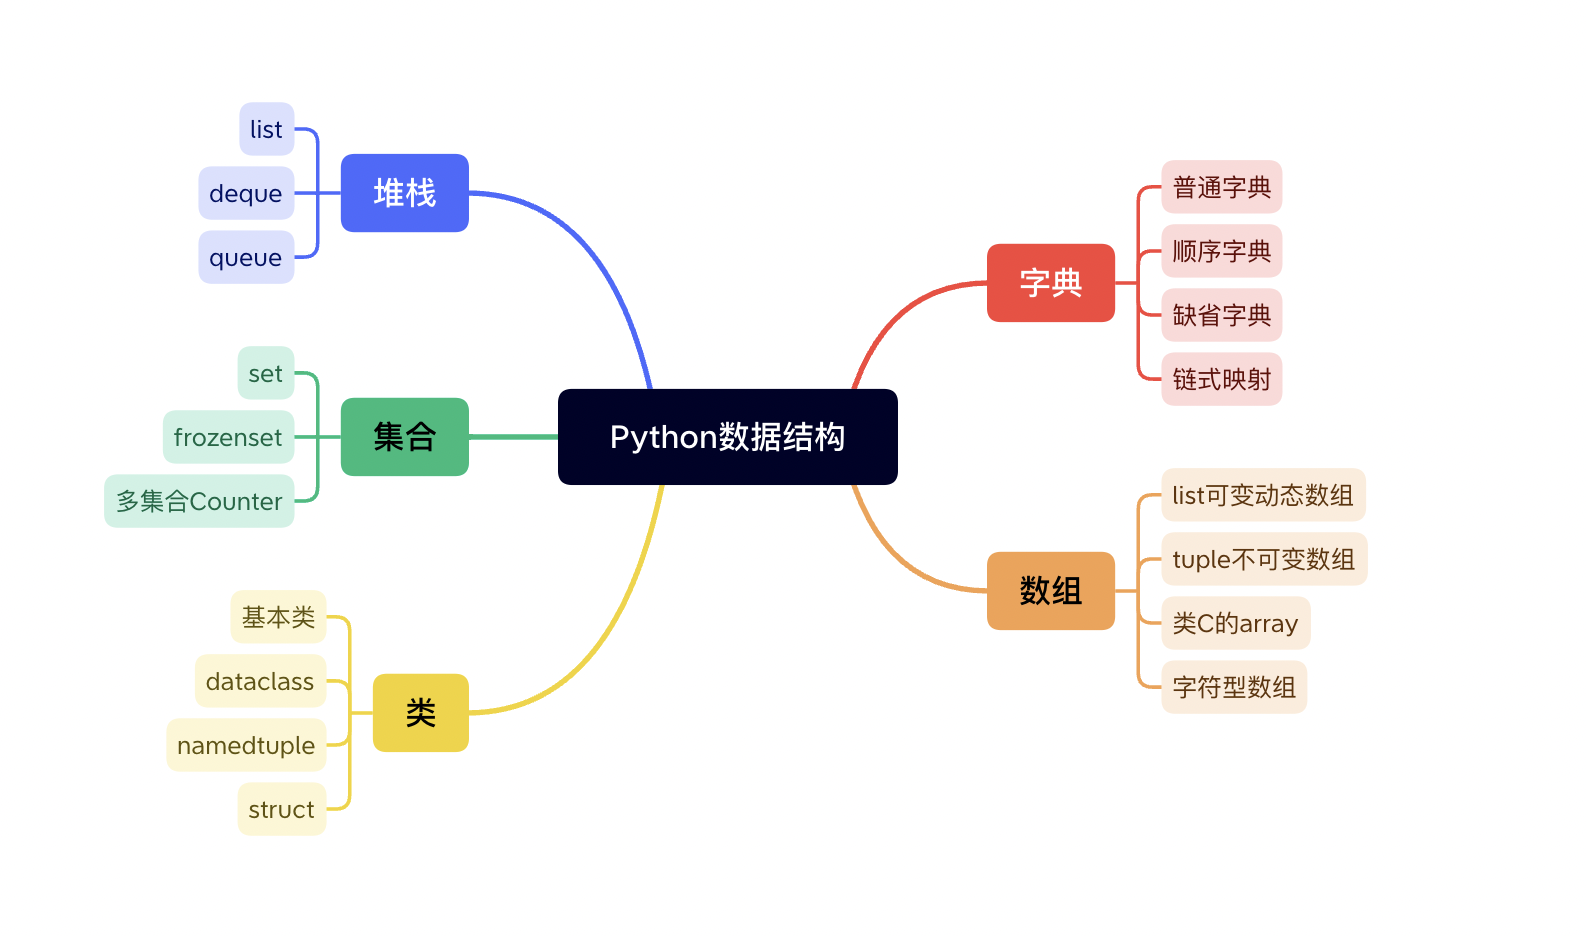 Python数据结构
字典
普通字典
顺序字典
缺省字典
链式映射
数组
list可变动态数组
tuple不可变数组
类C的array
字符型数组
堆栈
list
deque
queue
集合
set
frozenset
多集合Counter
类
基本类
dataclass
namedtuple
struct